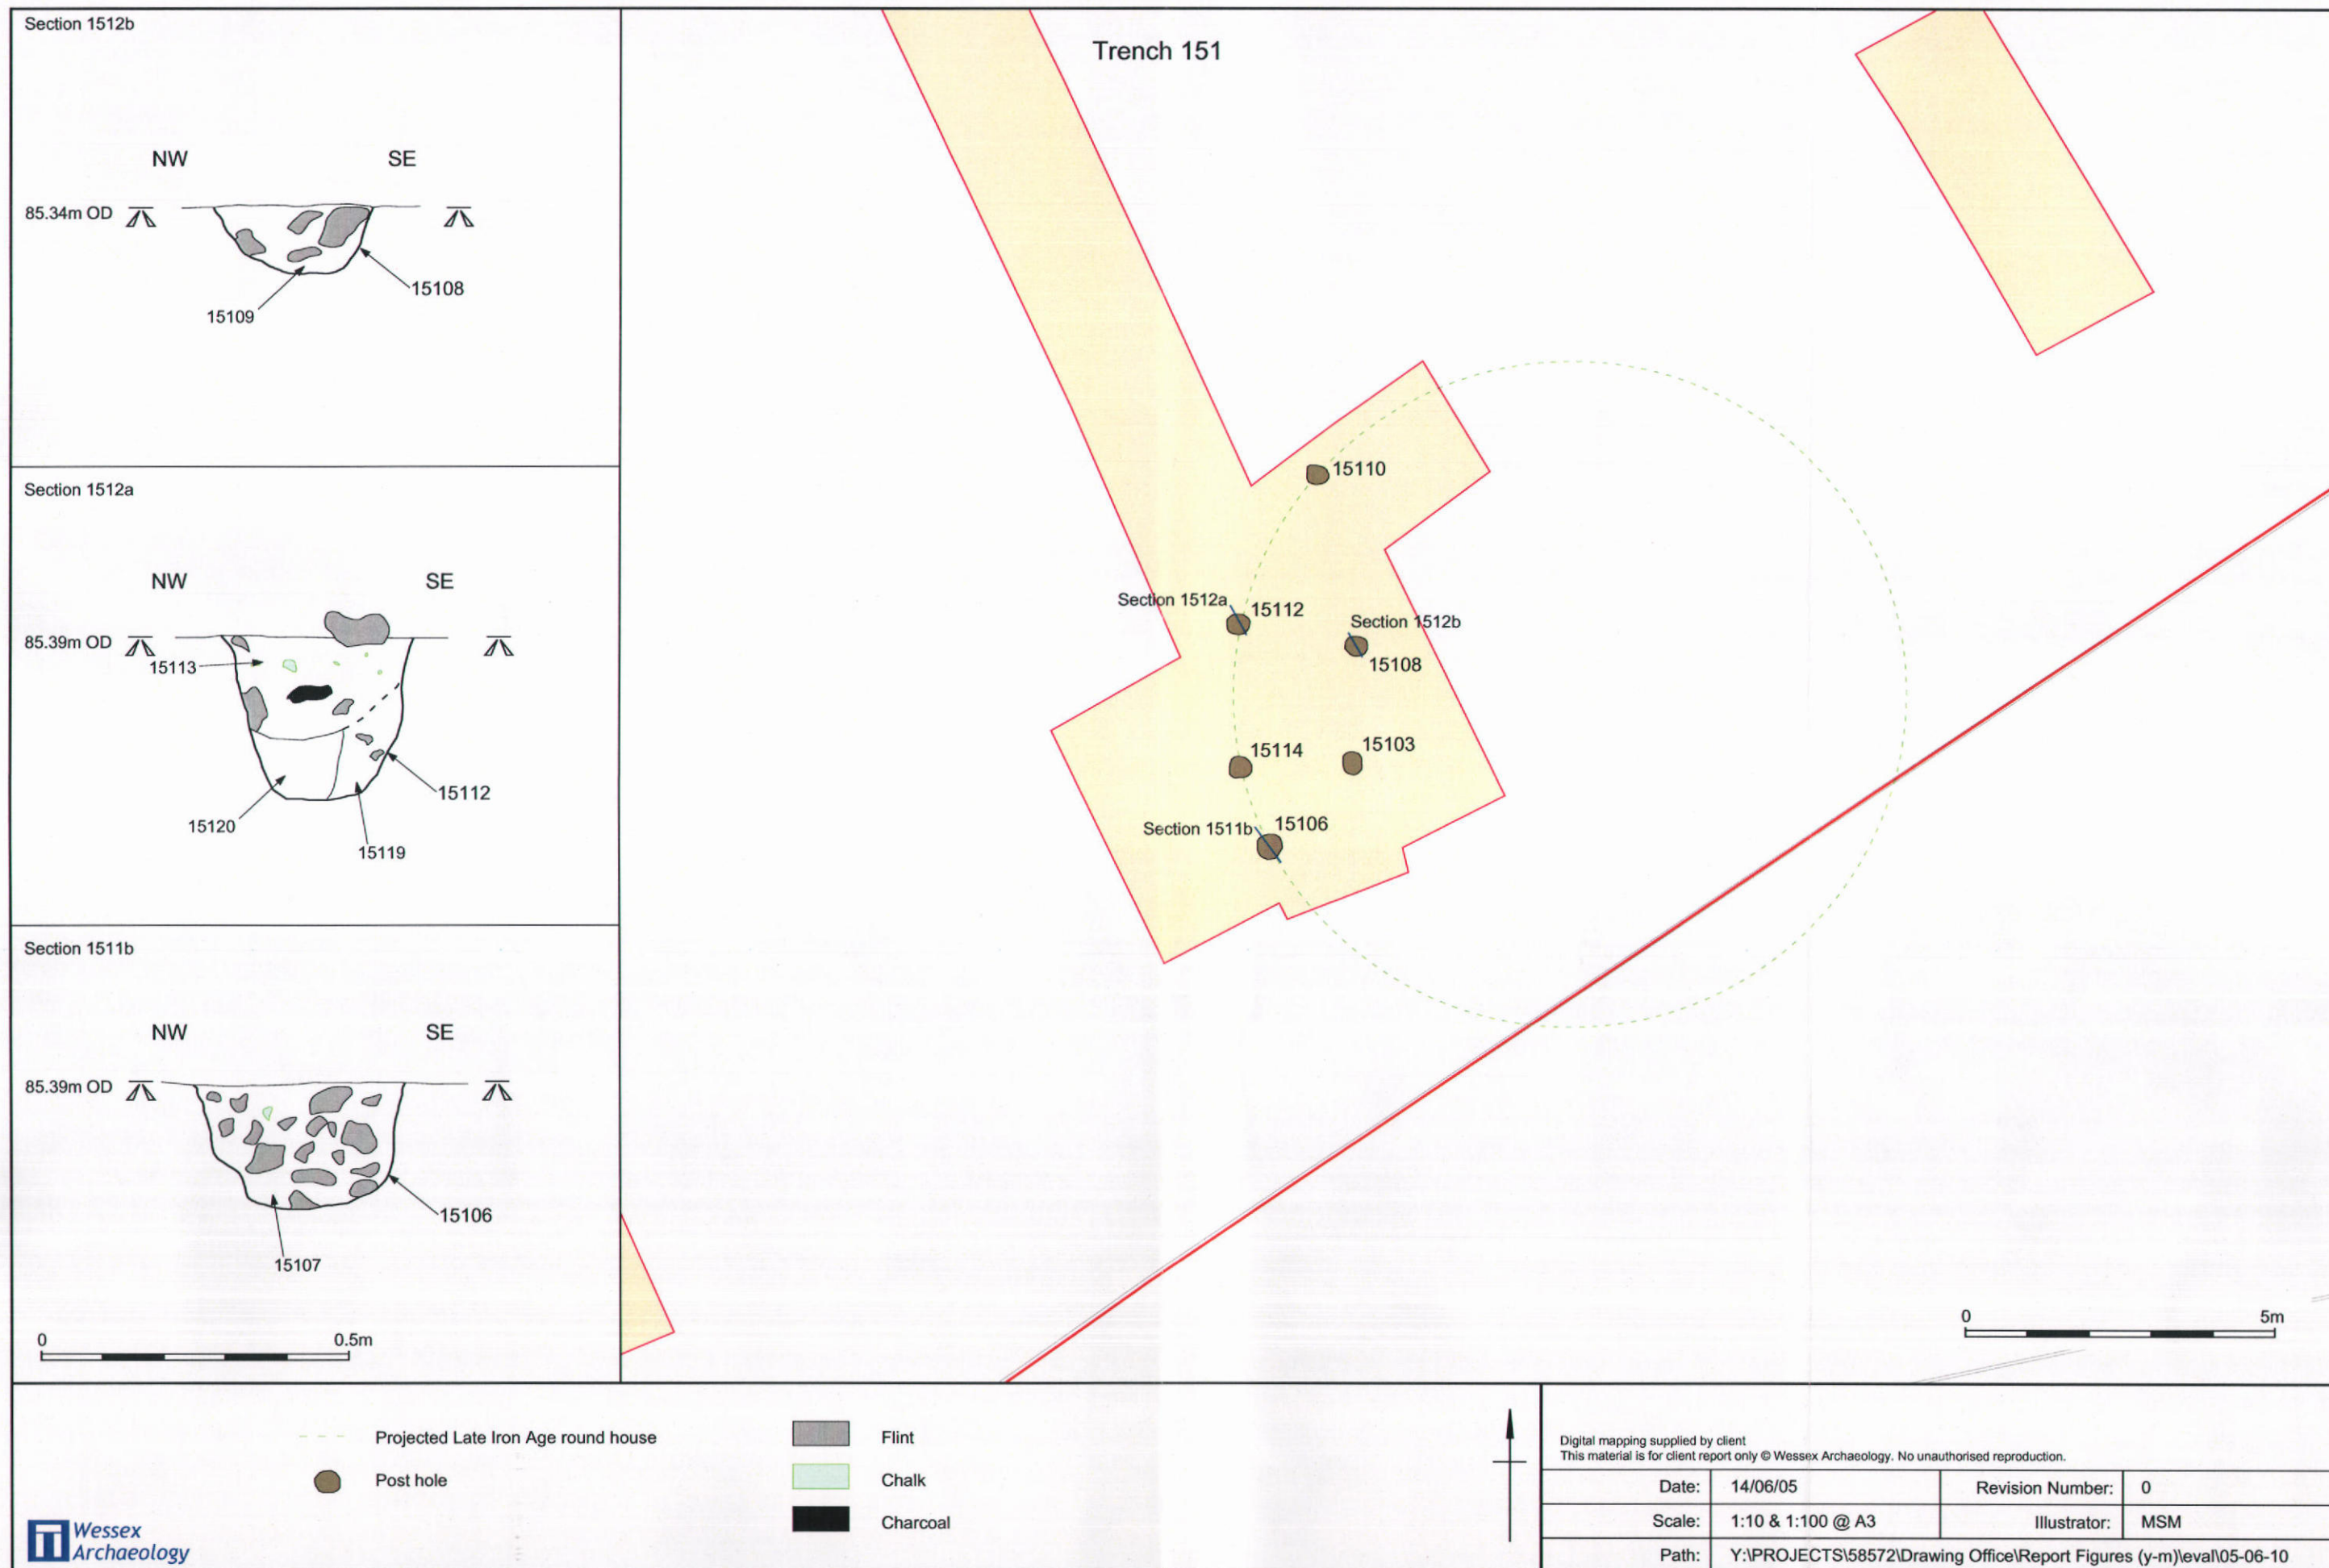 Section 1512b
NW SE
85.34m OD
15108
15109
Section 1512a
NW SE
85.39m OD
15113
15112
15120
15119
Section 1511b
NW SE
85.39m OD
15106
15107
0 0.5m
Trench 151
15110
Section 1512a
15112
Section 1512b
15108
15114
15103
Section 1511b
15106
0 5m
Projected Late Iron Age round house
Post hole
Flint
Chalk
Charcoal
Wessex
Archaeology
Digital mapping supplied by client
This material is for client report only © Wessex Archaeology. No unauthorised reproduction.
Date: 14/06/05 Revision Number: 0
Scale: 1:10 & 1:100 @ A3 Illustrator: MSM
Path: Y:\PROJECTS\58572\Drawing Office\Report Figures (y-m)\eval\05-06-10